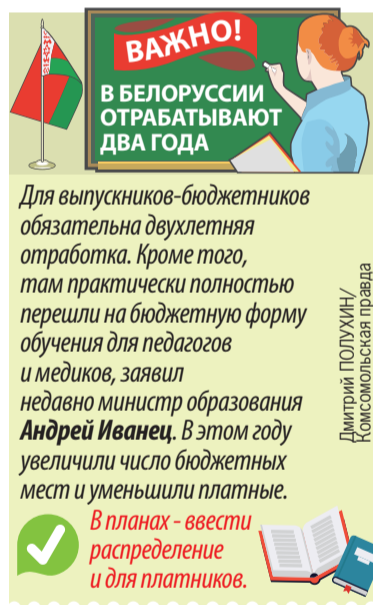 ВАЖНО!
В БЕЛОРУССИИ
ОТРАБАТЫВАЮТ
ДВА ГОДА
Для выпускников-бюджетников
обязательна двухлетняя
отработка. Кроме того,
там практически полностью
перешли на бюджетную форму
обучения для педагогов
и медиков, заявил
недавно министр образования
Андрей Иванец. В этом году
увеличили число бюджетных
мест и уменьшили платные.
В планах - ввести
распределение
и для платников.
Дмитрий ПОЛУХИН/
Комсомольская правда